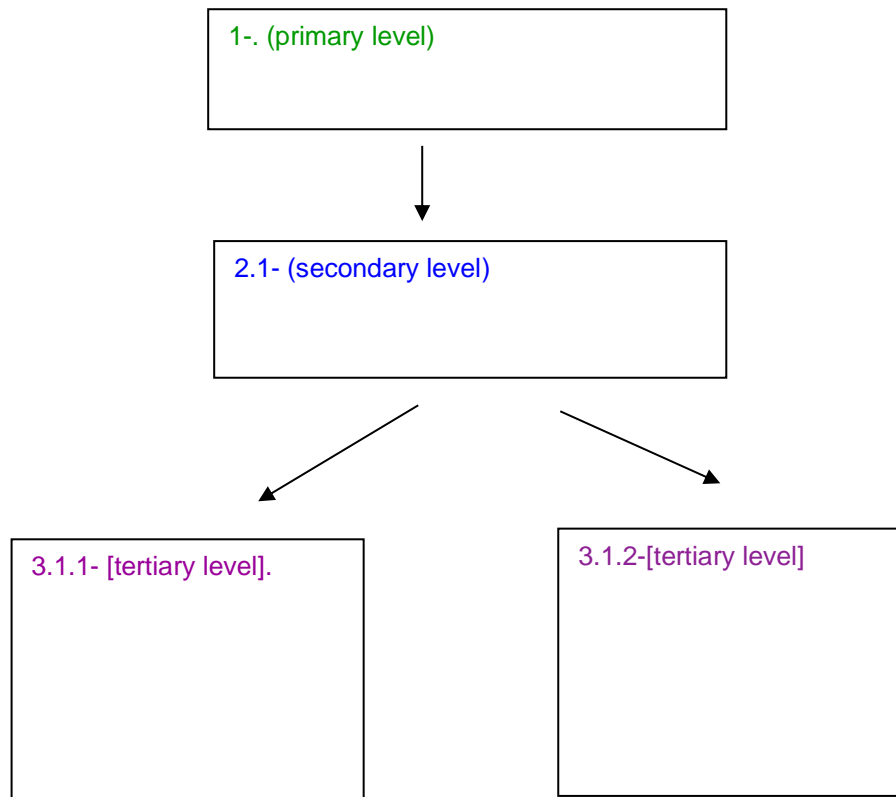 1-. (primary level)
2.1- (secondary level)
3.1.1- [tertiary level].
3.1.2-[tertiary level]